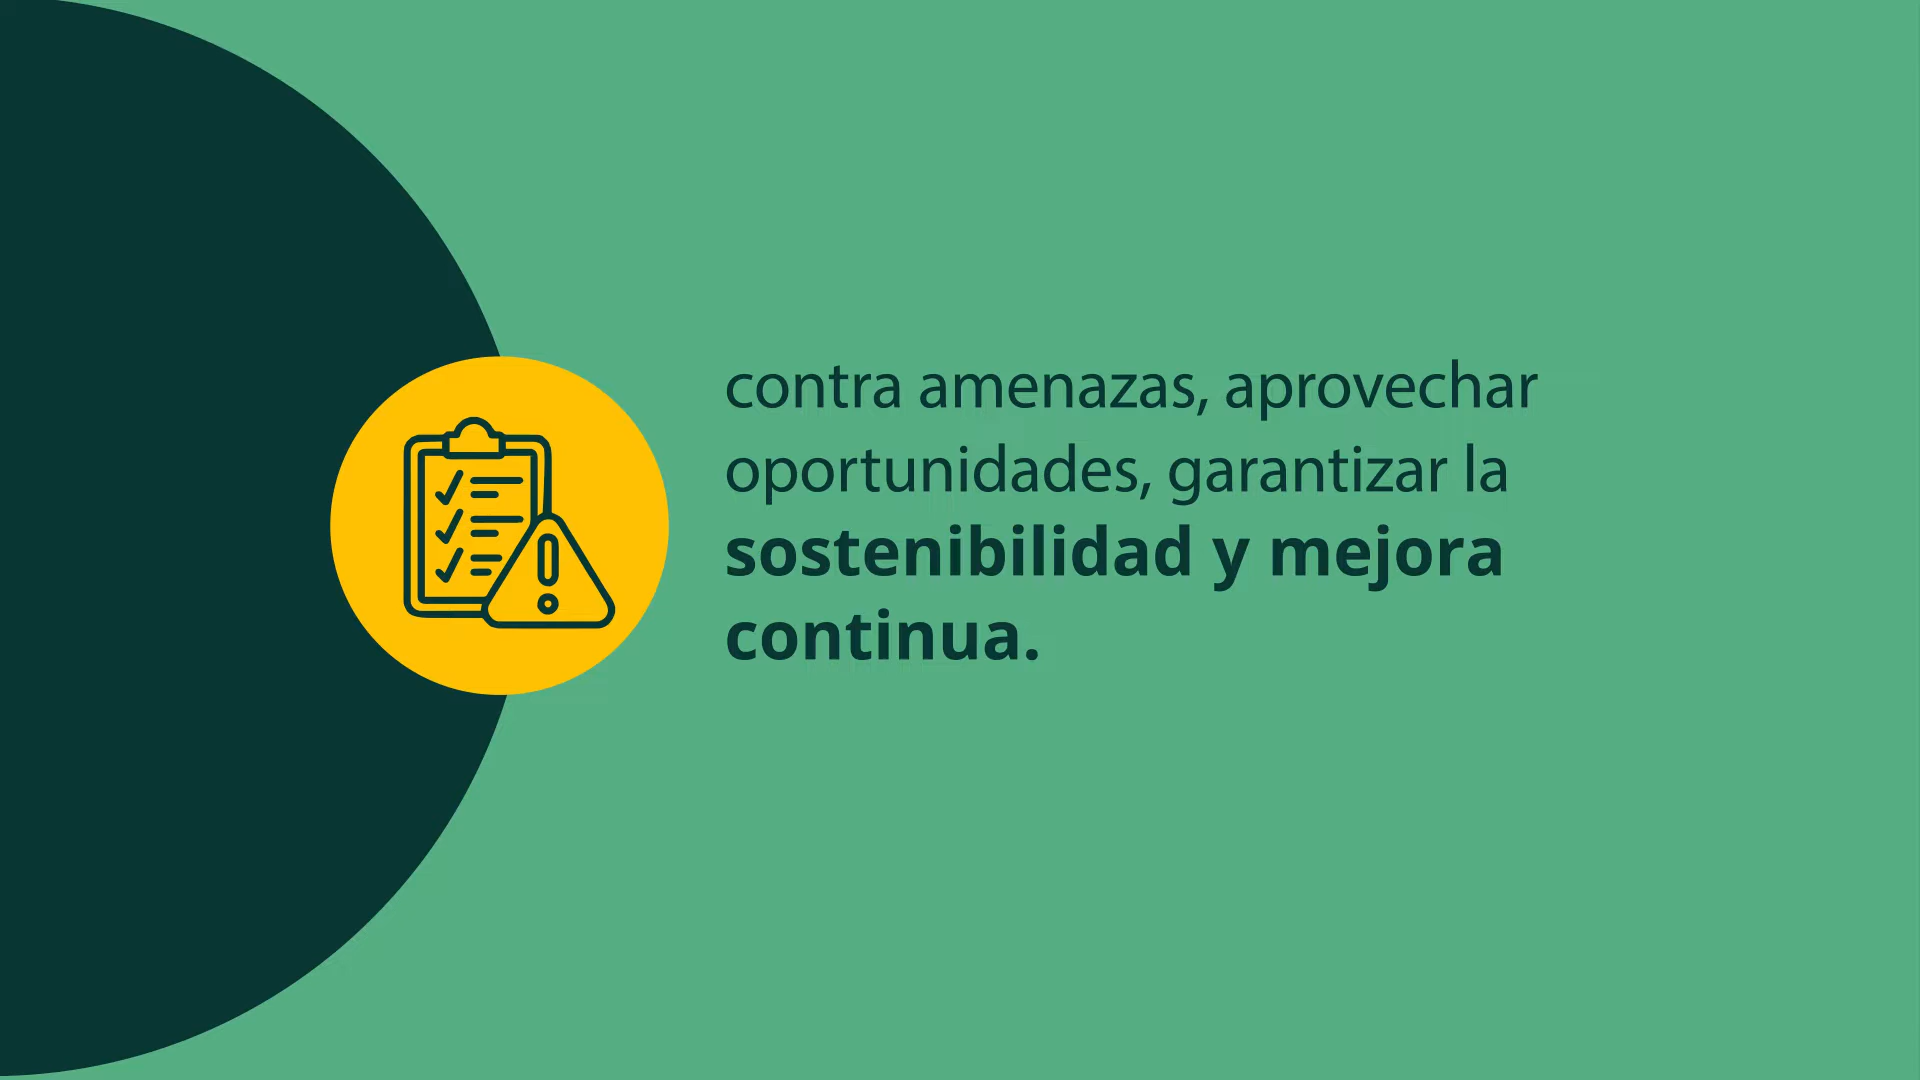 contra amenazas, aprovechar
oportunidades, garantizar la
sostenibilidad y mejora
continua.